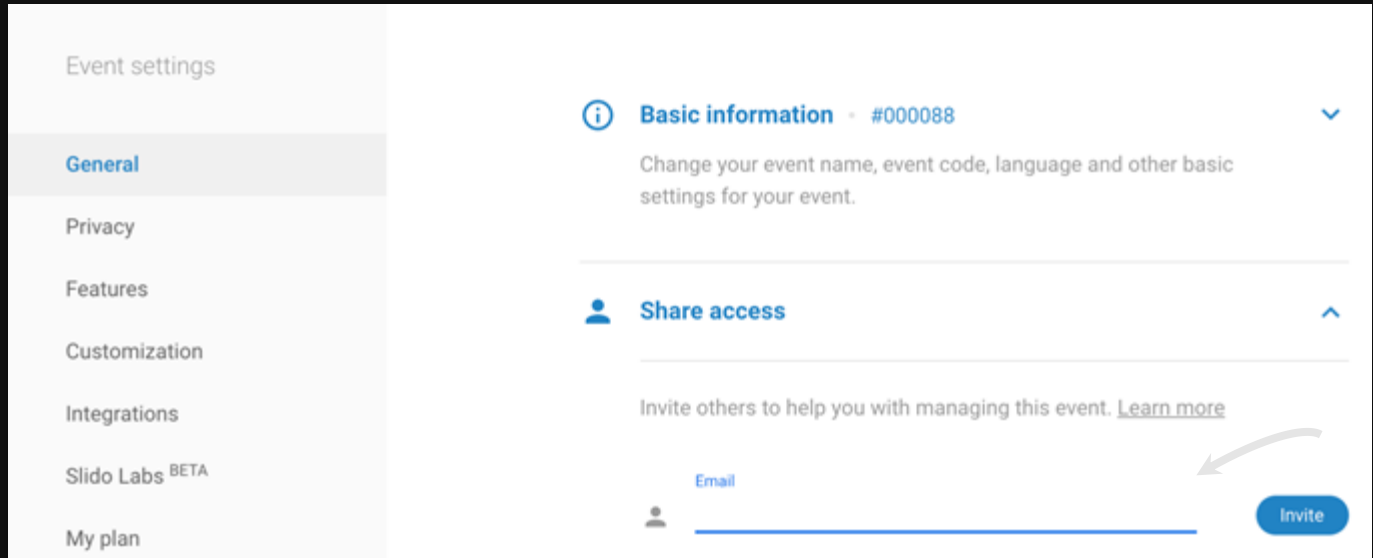 Event settings
General
Privacy
Features
Customization
Integrations
Slido Labs BETA
My plan
Basic information • #000088
Change your event name, event code, language and other basic
settings for your event.
Share access
Invite others to help you with managing this event. Learn more
Email
Invite